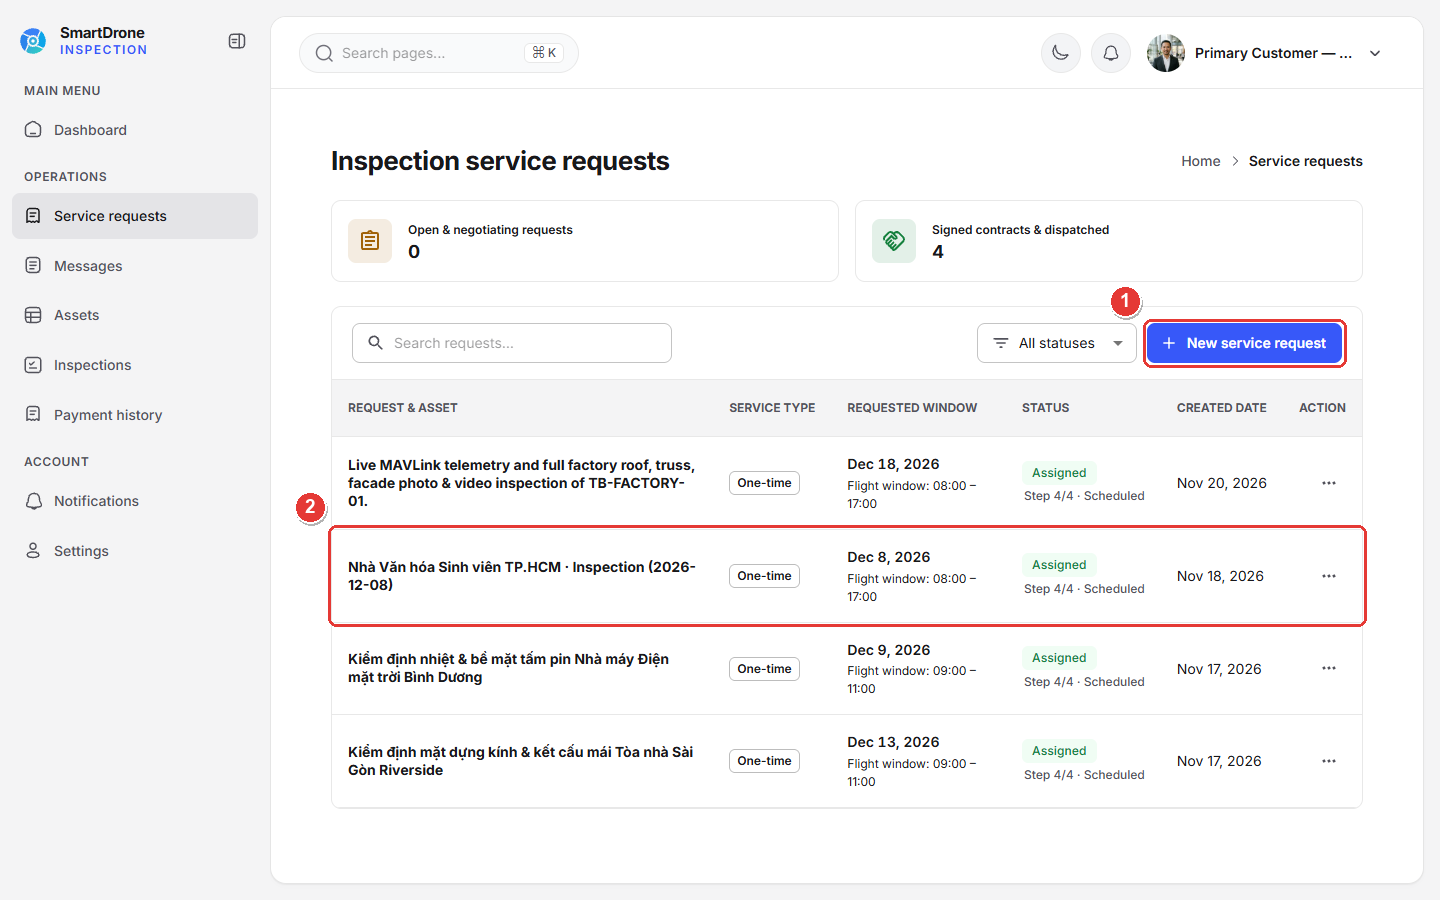 SmartDrone
INSPECTION
MAIN MENU
Dashboard
OPERATIONS
Service requests
Messages
Assets
Inspections
Payment history
ACCOUNT
Notifications
Settings
Search pages...
⌘ K
Primary Customer — ...
Inspection service requests
Home > Service requests
Open & negotiating requests
0
Signed contracts & dispatched
4
1
Search requests...
All statuses
+ New service request
REQUEST & ASSET SERVICE TYPE REQUESTED WINDOW STATUS CREATED DATE ACTION
Live MAVLink telemetry and full factory roof, truss,
facade photo & video inspection of TB-FACTORY-
01.
One-time
Dec 18, 2026
Flight window: 08:00 –
17:00
Assigned
Step 4/4 · Scheduled
Nov 20, 2026
2
Nhà Văn hóa Sinh viên TP.HCM · Inspection (2026-
12-08)
One-time
Dec 8, 2026
Flight window: 08:00 –
17:00
Assigned
Step 4/4 · Scheduled
Nov 18, 2026
Kiểm định nhiệt & bề mặt tấm pin Nhà máy Điện
mặt trời Bình Dương
One-time
Dec 9, 2026
Flight window: 09:00 –
11:00
Assigned
Step 4/4 · Scheduled
Nov 17, 2026
Kiểm định mặt dựng kính & kết cấu mái Tòa nhà Sài
Gòn Riverside
One-time
Dec 13, 2026
Flight window: 09:00 –
11:00
Assigned
Step 4/4 · Scheduled
Nov 17, 2026